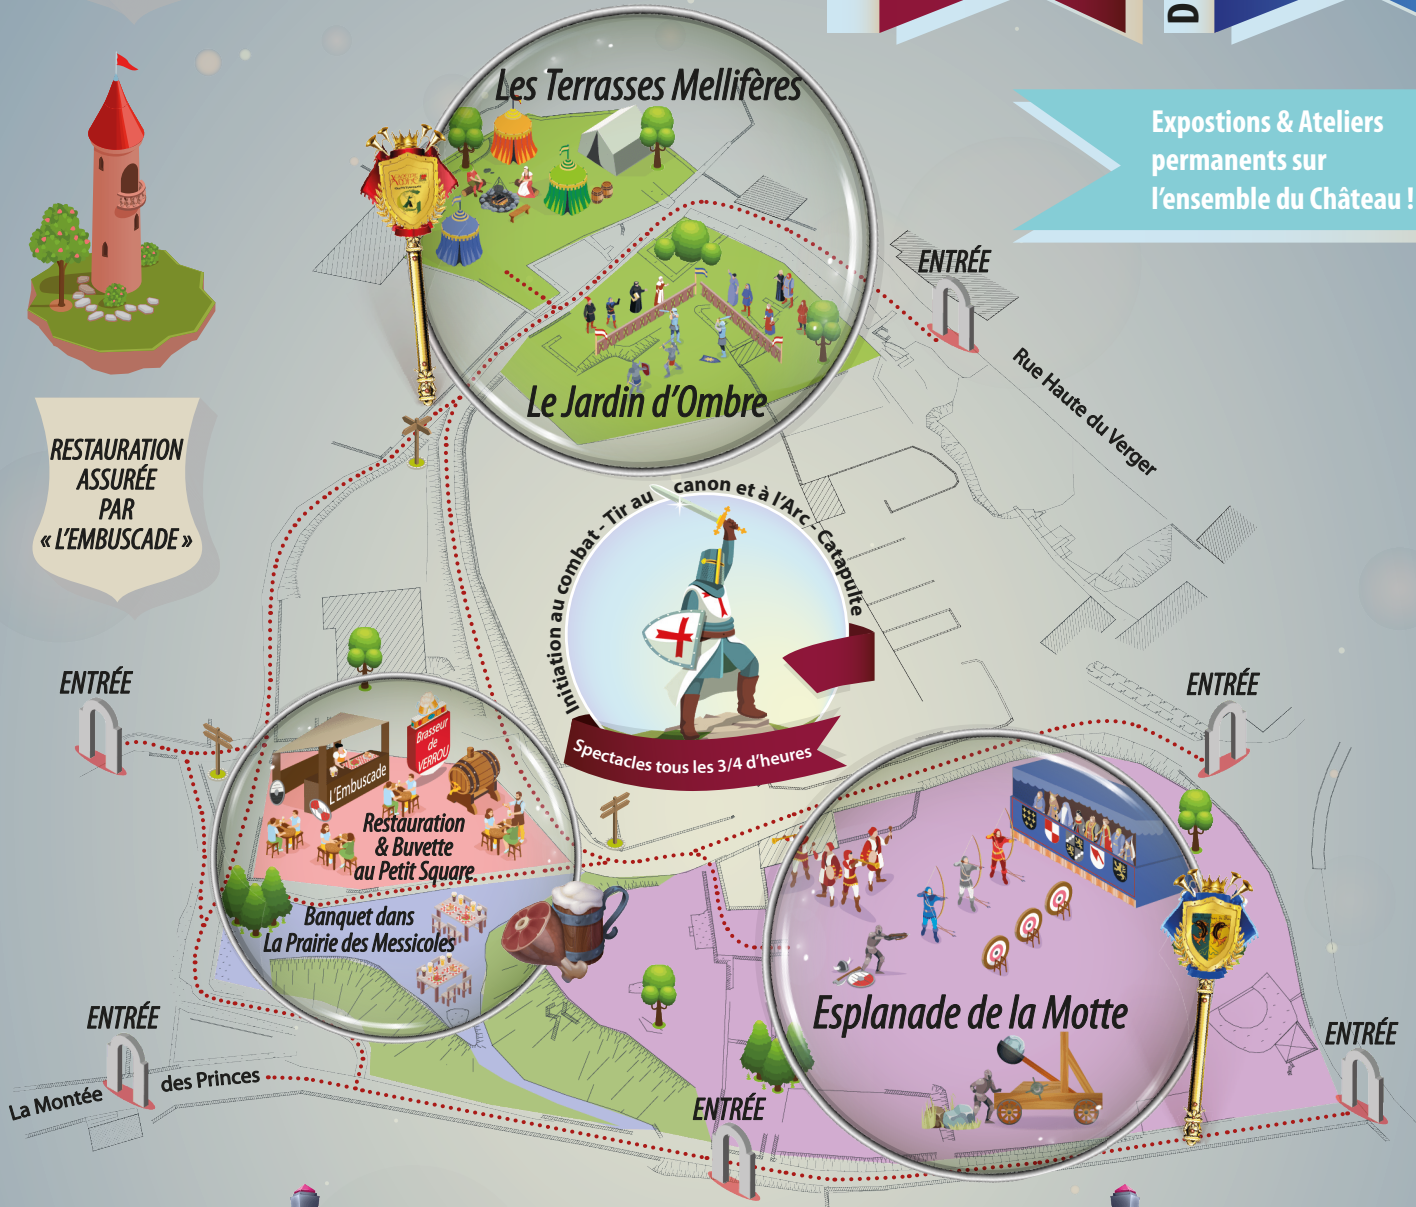 D
Les Terrasses Mellifères
Expostions & Ateliers
permanents sur
l'ensemble du Château !
ENTRÉE
Rue Haute du Verger
Le Jardin d'Ombre
RESTAURATION
ASSURÉE
PAR
« L'EMBUSCADE »
Initiation au combat - Tir au canon et à l'Arc - Catapulte
Spectacles tous les 3/4 d'heures
ENTRÉE
ENTRÉE
Brasseur
de
VERROU
L'Embuscade
Restauration
& Buvette
au Petit Square
Banquet dans
La Prairie des Messicoles
Esplanade de la Motte
ENTRÉE
ENTRÉE
La Montée des Princes
ENTRÉE